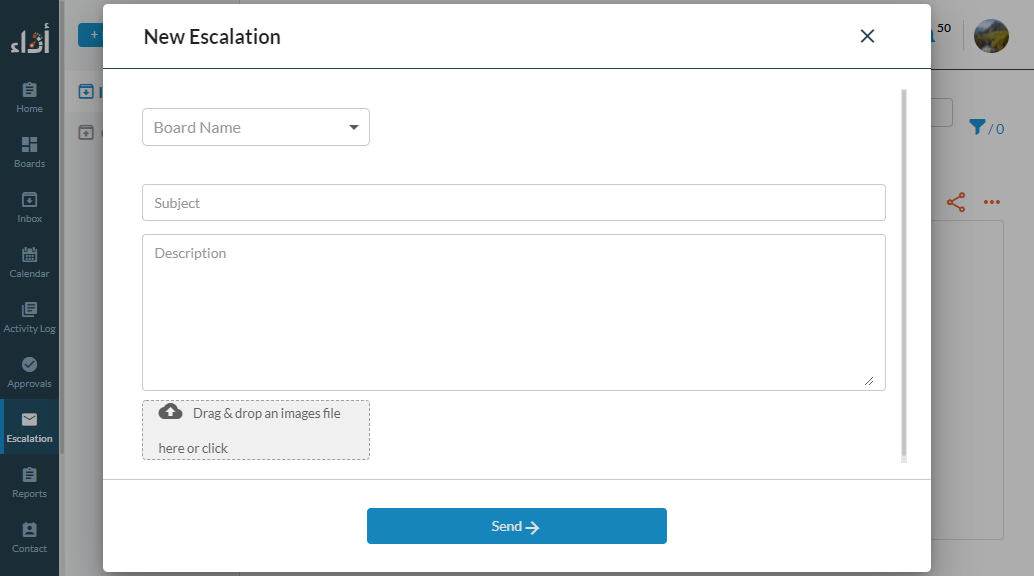 أداء
Home
Boards
Inbox
Calendar
Activity Log
Approvals
Escalation
Reports
Contact
+
New Escalation
50
/ 0
Board Name
Subject
Description
Drag & drop an images file
here or click
Send